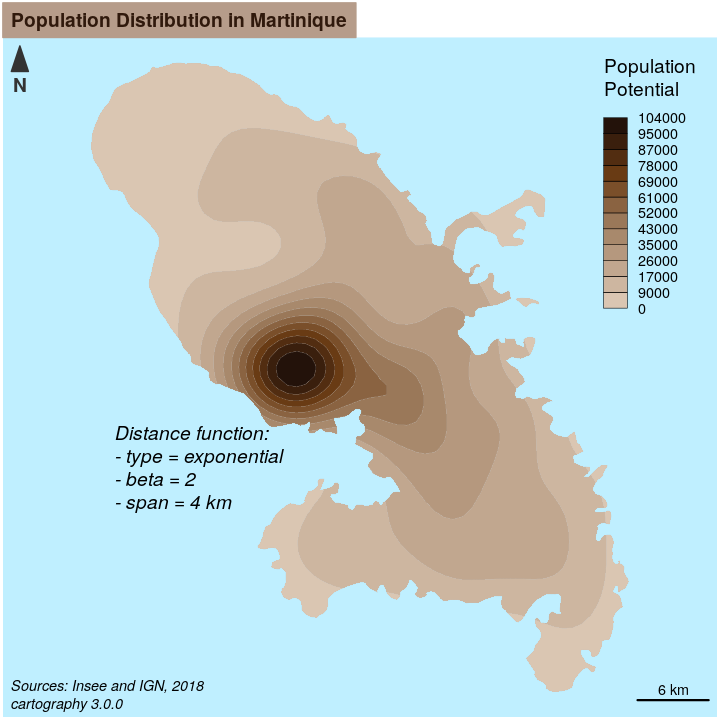 Population Distribution in Martinique
N
Population
Potential
104000
95000
87000
78000
69000
61000
52000
43000
35000
26000
17000
9000
0
Distance function:
- type = exponential
- beta = 2
- span = 4 km
Sources: Insee and IGN, 2018
cartography 3.0.0
6 km